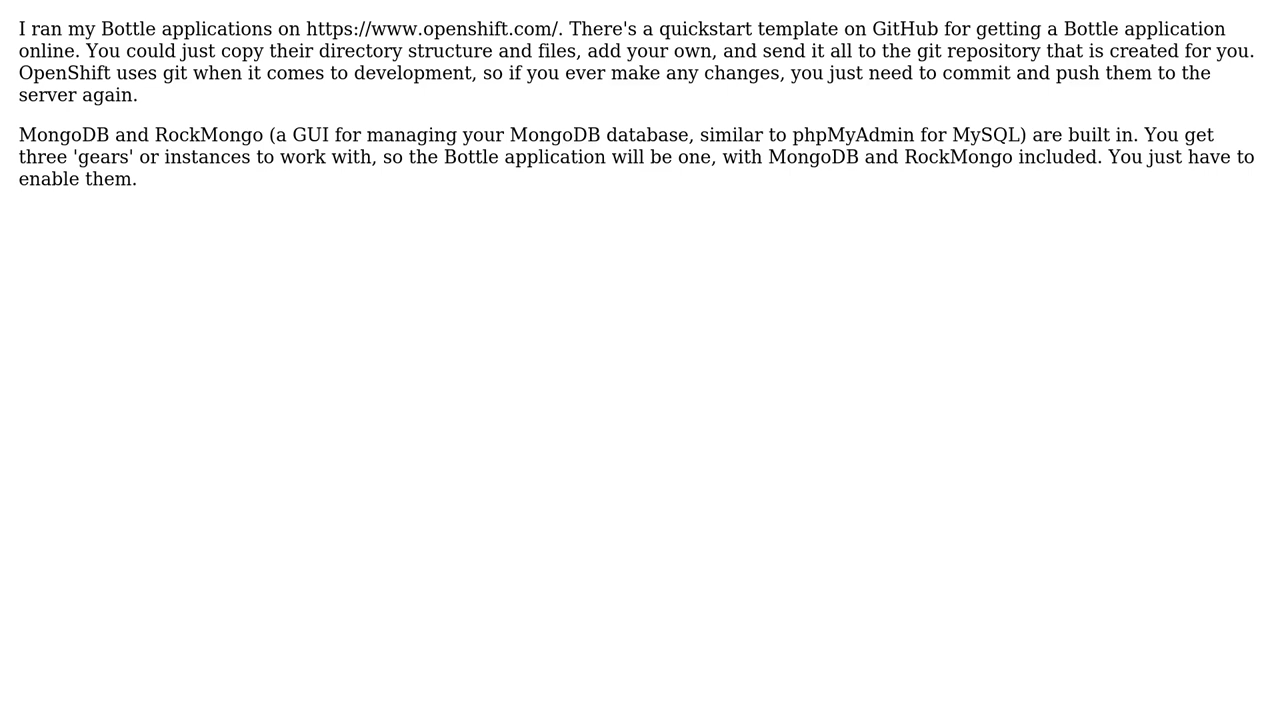 I ran my Bottle applications on https://www.openshift.com/. There's a quickstart template on GitHub for getting a Bottle application
online. You could just copy their directory structure and files, add your own, and send it all to the git repository that is created for you.
OpenShift uses git when it comes to development, so if you ever make any changes, you just need to commit and push them to the
server again.
MongoDB and RockMongo (a GUI for managing your MongoDB database, similar to phpMyAdmin for MySQL) are built in. You get
three 'gears' or instances to work with, so the Bottle application will be one, with MongoDB and RockMongo included. You just have to
enable them.